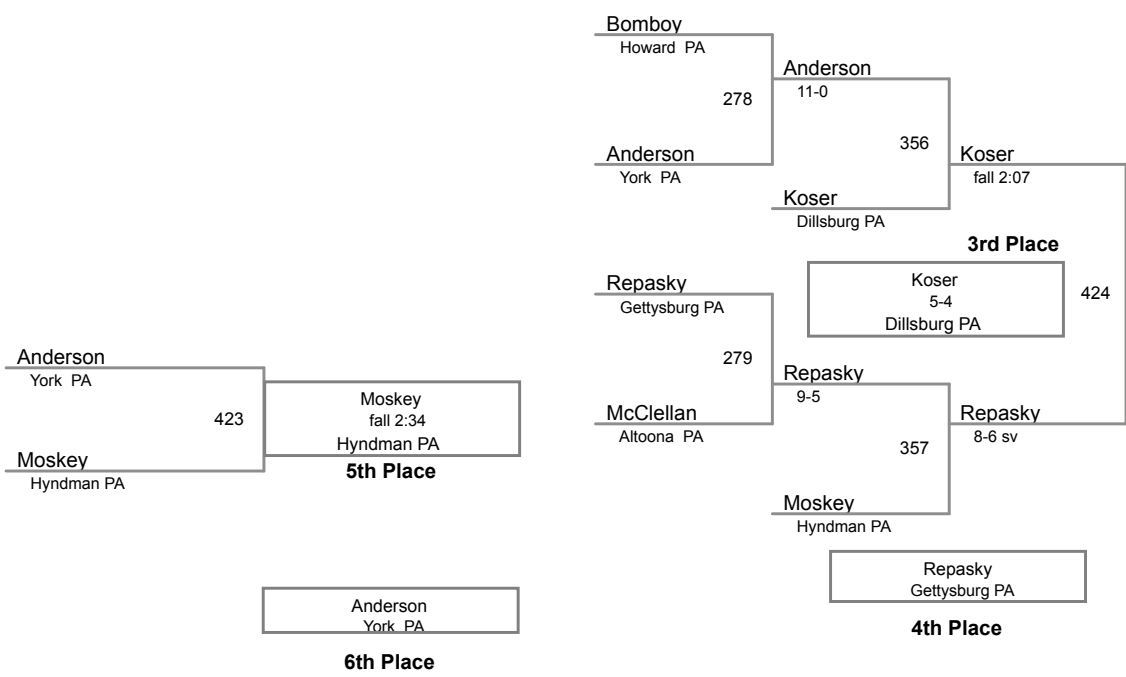 Bomboy
Howard PA
278
Anderson
York PA
Anderson
11-0
356
Koser
Dillsburg PA
Koser
fall 2:07
3rd Place
Koser
5-4
Dillsburg PA
424
Repasky
Gettysburg PA
279
McClellan
Altoona PA
Repasky
9-5
357
Moskey
Hyndman PA
Repasky
8-6 sv
Repasky
Gettysburg PA
4th Place
Anderson
York PA
423
Moskey
Hyndman PA
Moskey
fall 2:34
Hyndman PA
5th Place
Anderson
York PA
6th Place